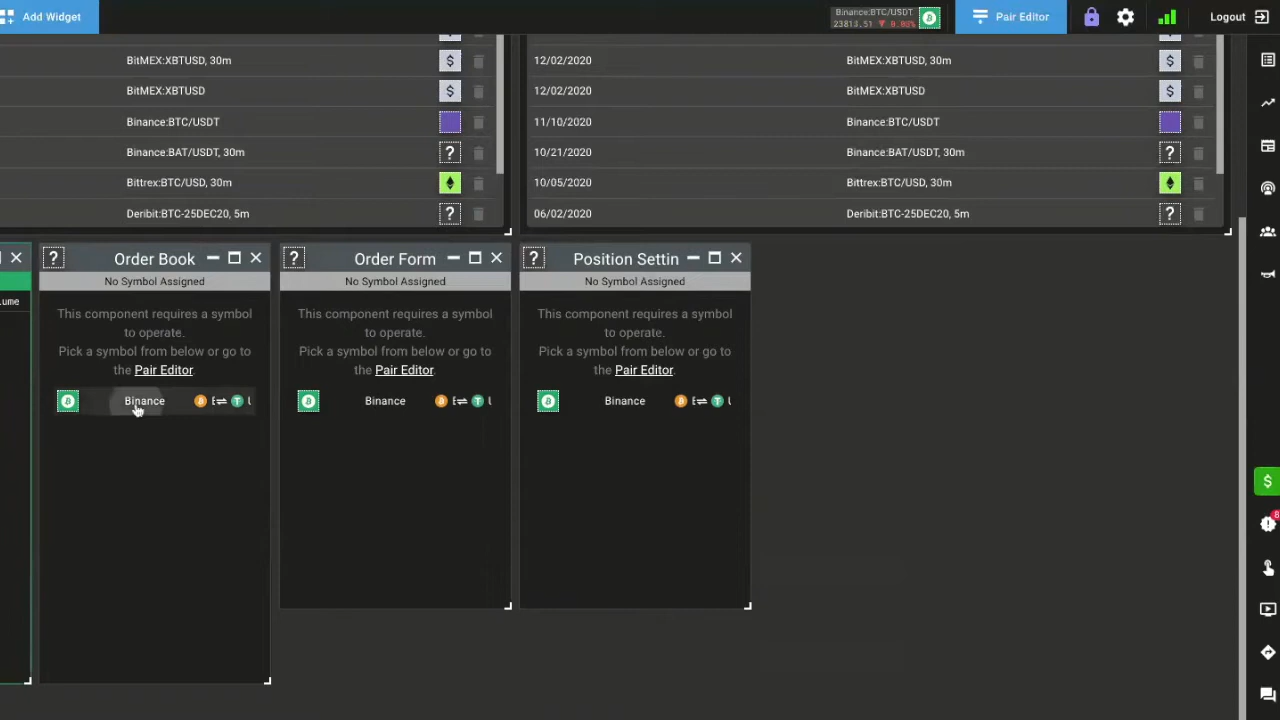 Add Widget
Binance:BTC/USDT
23813.51 ▼ 0.00%
Pair Editor
Logout
BitMEX:XBTUSD, 30m
12/02/2020 BitMEX:XBTUSD, 30m
BitMEX:XBTUSD
12/02/2020 BitMEX:XBTUSD
Binance:BTC/USDT
11/10/2020 Binance:BTC/USDT
Binance:BAT/USDT, 30m
10/21/2020 Binance:BAT/USDT, 30m
Bittrex:BTC/USD, 30m
10/05/2020 Bittrex:BTC/USD, 30m
Deribit:BTC-25DEC20, 5m
06/02/2020 Deribit:BTC-25DEC20, 5m
lume
Order Book
No Symbol Assigned
This component requires a symbol
to operate.
Pick a symbol from below or go to
the Pair Editor.
Binance
Order Form
No Symbol Assigned
This component requires a symbol
to operate.
Pick a symbol from below or go to
the Pair Editor.
Binance
Position Settin
No Symbol Assigned
This component requires a symbol
to operate.
Pick a symbol from below or go to
the Pair Editor.
Binance
8